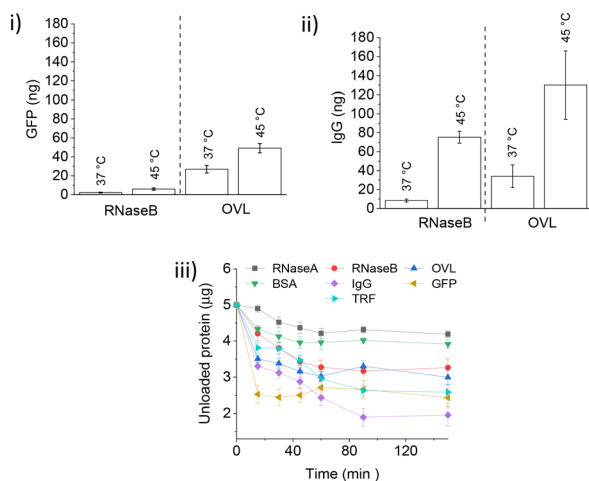 i)
GFP (ng)
180
160
140
120
100
80
60
40
20
0
37 °C
45 °C
37 °C
45 °C
RNaseB
OVL
ii)
IgG (ng)
180
160
140
120
100
80
60
40
20
0
37 °C
45 °C
37 °C
45 °C
RNaseB
OVL
iii)
Unloaded protein (µg)
6
5
4
3
2
RNaseA
RNaseB
OVL
BSA
IgG
GFP
TRF
0
40
80
120
Time (min )